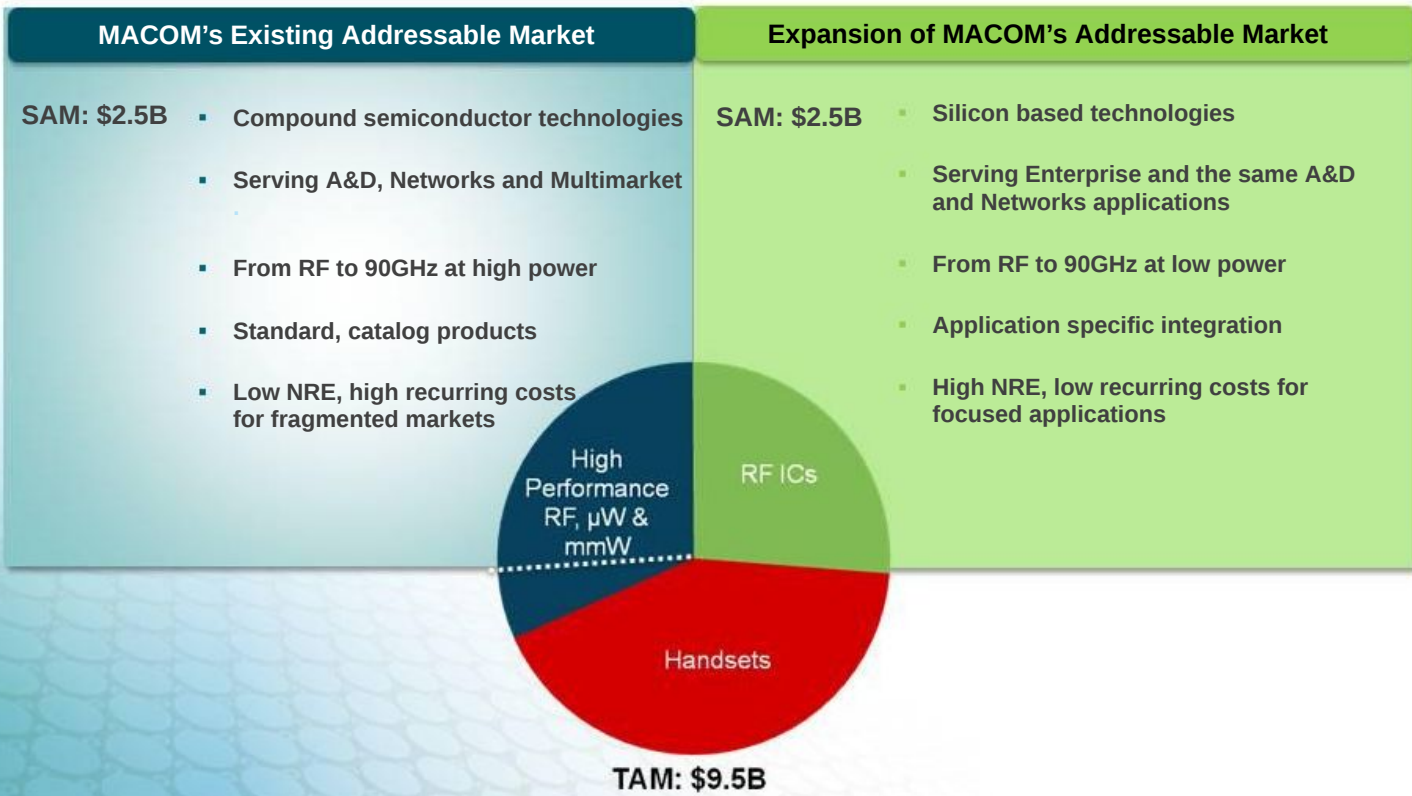 MACOM's Existing Addressable Market
SAM: $2.5B
▪ Compound semiconductor technologies
▪ Serving A&D, Networks and Multimarket
▪ From RF to 90GHz at high power
▪ Standard, catalog products
▪ Low NRE, high recurring costs
for fragmented markets
Expansion of MACOM's Addressable Market
SAM: $2.5B
▪ Silicon based technologies
▪ Serving Enterprise and the same A&D
and Networks applications
▪ From RF to 90GHz at low power
▪ Application specific integration
▪ High NRE, low recurring costs for
focused applications
High
Performance
RF, µW &
mmW
RF ICs
Handsets
TAM: $9.5B